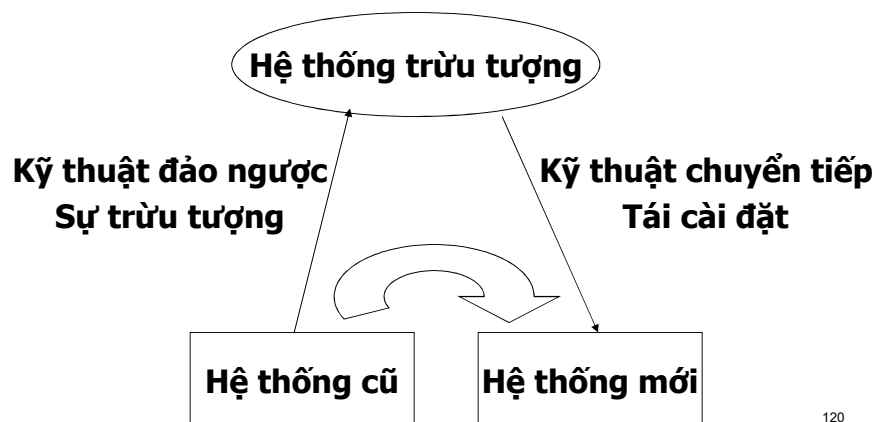 Hệ thống trừu tượng
Kỹ thuật đảo ngược
Sự trừu tượng
Kỹ thuật chuyển tiếp
Tái cài đặt
Hệ thống cũ
Hệ thống mới
120